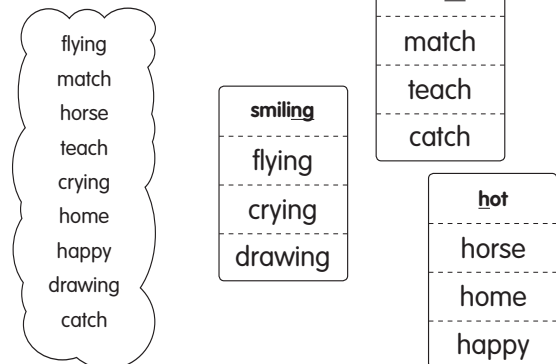 flying
match
horse
teach
crying
home
happy
drawing
catch
smiling
flying
crying
drawing
match
teach
catch
hot
horse
home
happy